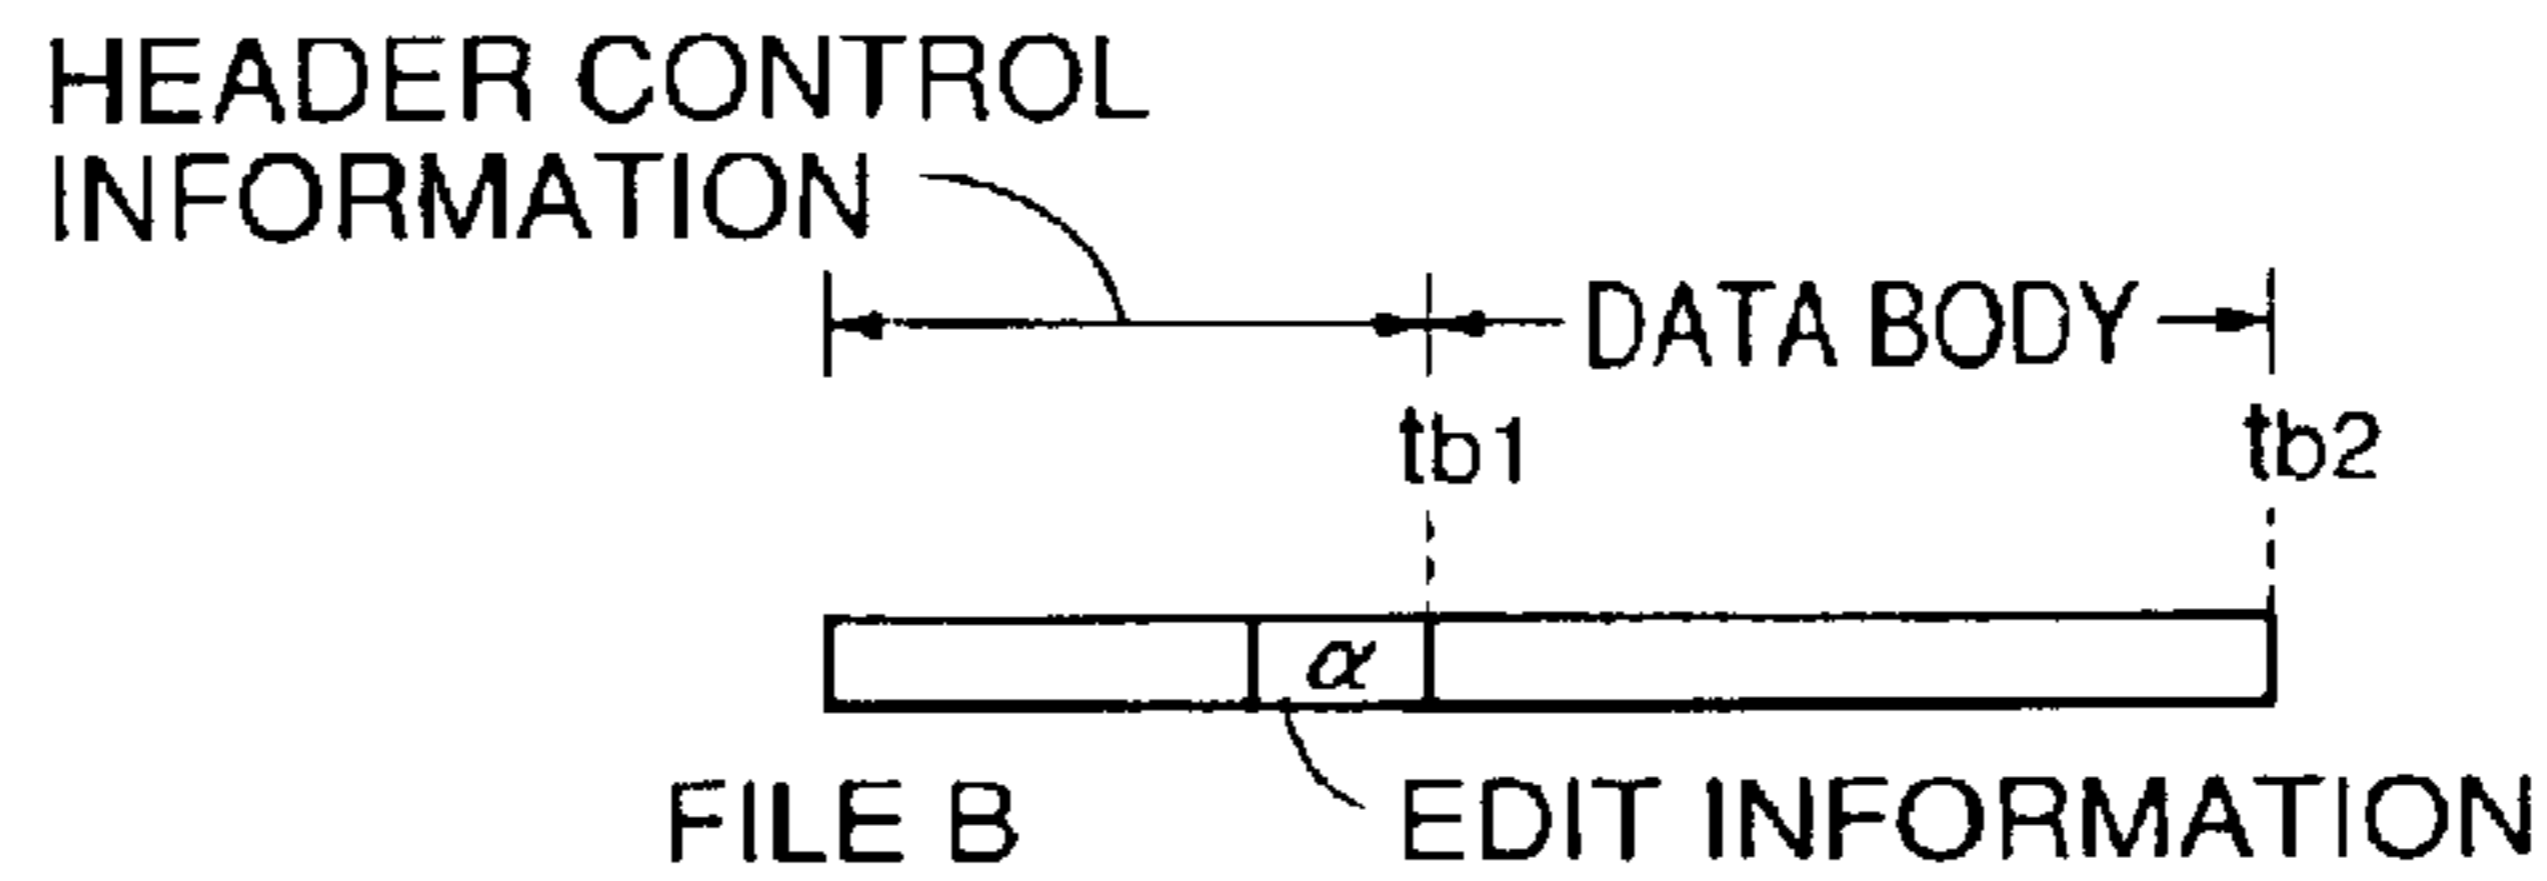 HEADER CONTROL
INFORMATION
DATA BODY
tb1
tb2
α
FILE B
EDIT INFORMATION